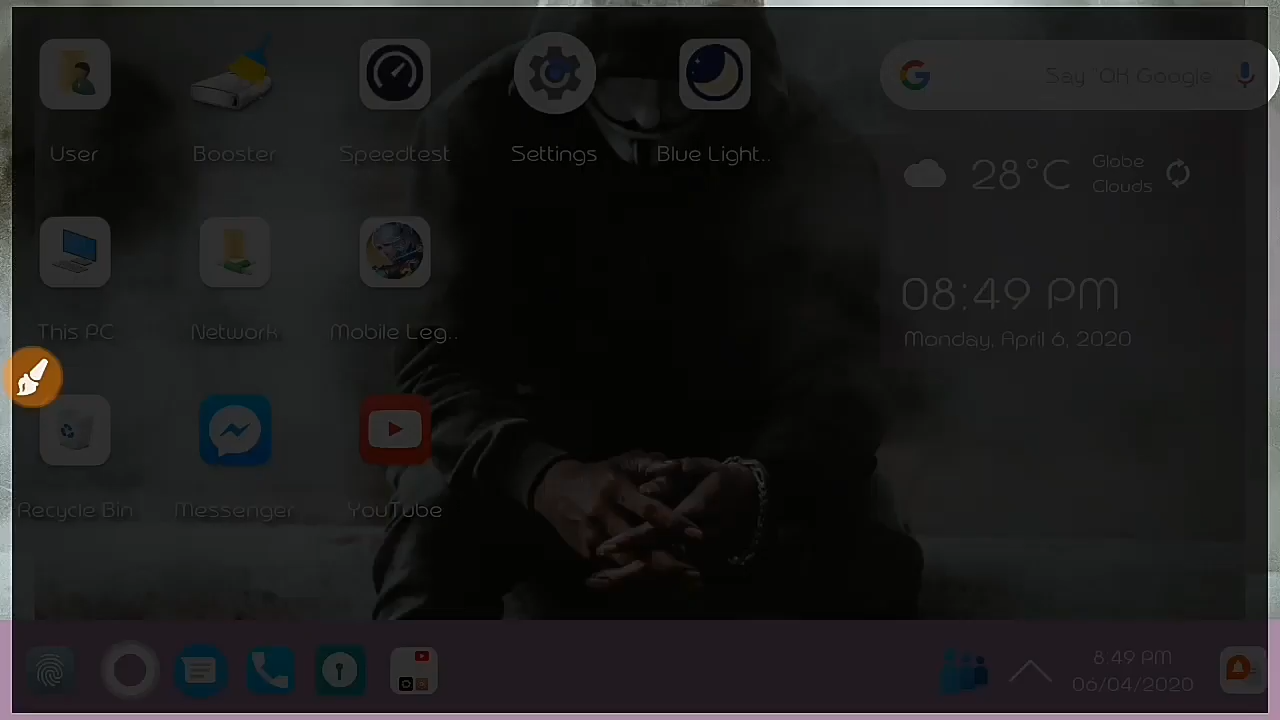 Say "OK Google
User
Booster
Speedtest
Settings
Blue Light..
28°C
Globe
Clouds
This PC
Network
Mobile Leg..
08:49 PM
Monday, April 6, 2020
Recycle Bin
Messenger
YouTube
8:49 PM
06/04/2020